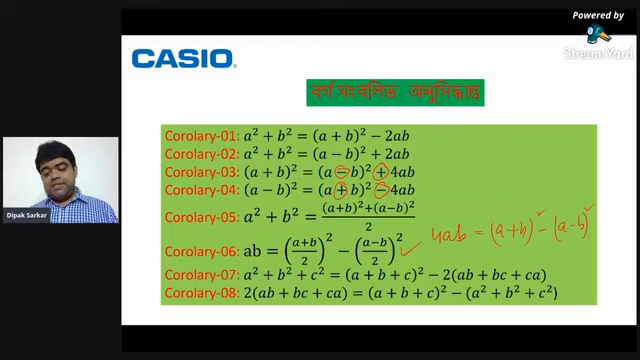 Powered by
StreamYard
CASIO
বর্গ সংবলিত অনুসিদ্ধান্ত
Corolary-01: a² + b² = (a + b)² − 2ab
Corolary-02: a² + b² = (a − b)² + 2ab
Corolary-03: (a + b)² = (a − b)² + 4ab
Corolary-04: (a − b)² = (a + b)² − 4ab
Corolary-05: a² + b² = ((a+b)²+(a−b)²)/2
Corolary-06: ab = ((a+b)/2)² − ((a−b)/2)² ✓ 4ab = (a+b)² − (a−b)²
Corolary-07: a² + b² + c² = (a + b + c)² − 2(ab + bc + ca)
Corolary-08: 2(ab + bc + ca) = (a + b + c)² − (a² + b² + c²)
Dipak Sarkar